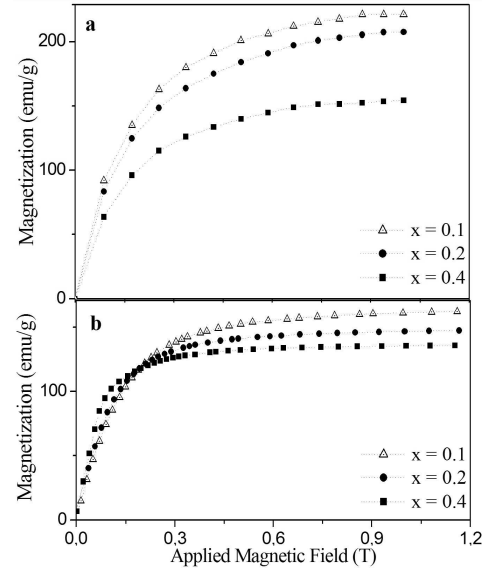 a
200
100
0
Magnetization (emu/g)
x = 0.1
x = 0.2
x = 0.4
b
100
0
Magnetization (emu/g)
x = 0.1
x = 0.2
x = 0.4
0,0 0,3 0,6 0,9 1,2
Applied Magnetic Field (T)